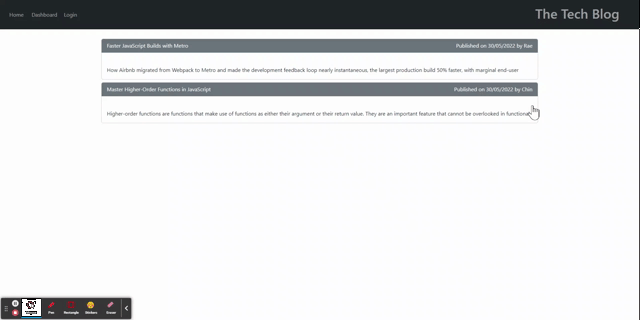 Home Dashboard Login The Tech Blog
Faster JavaScript Builds with Metro Published on 30/05/2022 by Rae
How Airbnb migrated from Webpack to Metro and made the development feedback loop nearly instantaneous, the largest production build 50% faster, with marginal end-user
Master Higher-Order Functions in JavaScript Published on 30/05/2022 by Chin
Higher-order functions are functions that make use of functions as either their argument or their return value. They are an important feature that cannot be overlooked in functional
Pen Rectangle Stickers Eraser